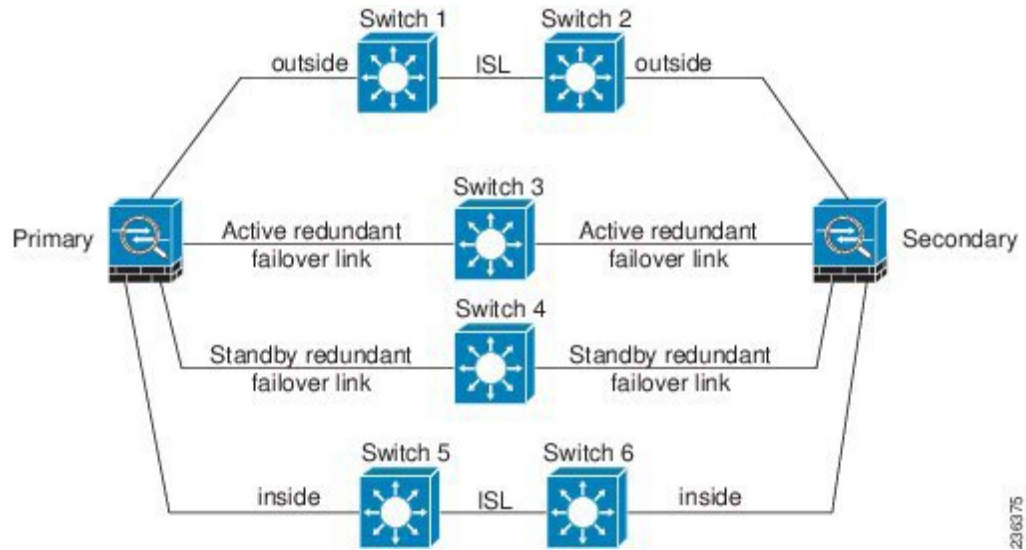 Switch 1
Switch 2
outside
ISL
outside
Switch 3
Primary
Active redundant
failover link
Active redundant
failover link
Secondary
Switch 4
Standby redundant
failover link
Standby redundant
failover link
Switch 5
Switch 6
inside
ISL
inside
236375